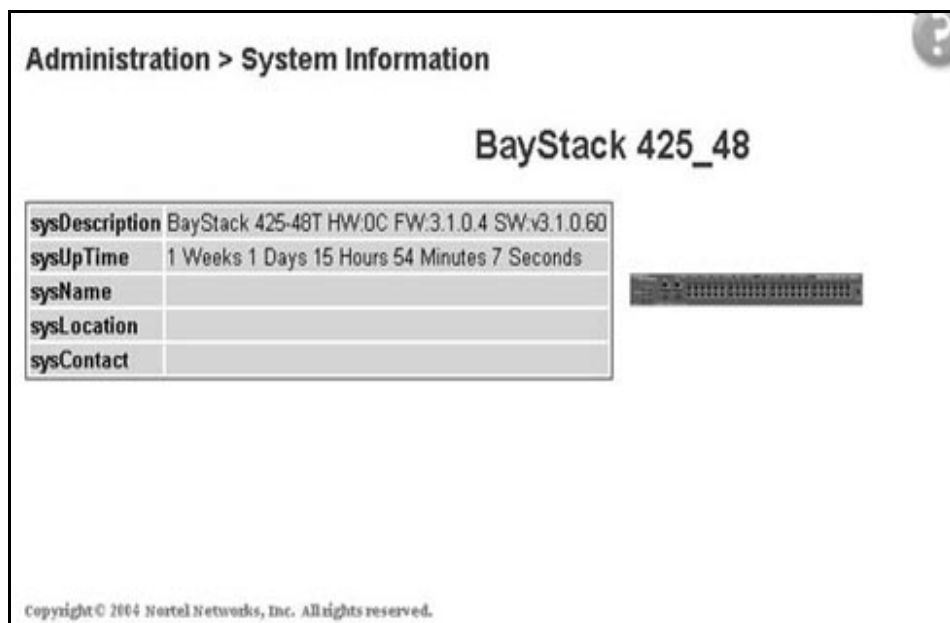 Administration > System Information
?
BayStack 425_48
sysDescription BayStack 425-48T HW:0C FW:3.1.0.4 SW:v3.1.0.60
sysUpTime 1 Weeks 1 Days 15 Hours 54 Minutes 7 Seconds
sysName
sysLocation
sysContact
Copyright © 2004 Nortel Networks, Inc. All rights reserved.